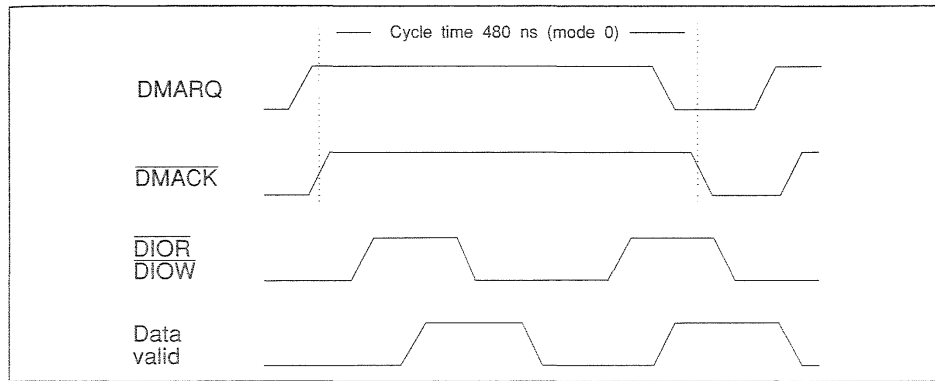 Cycle time 480 ns (mode 0)
DMARQ
DMACK
DIOR
DIOW
Data
valid